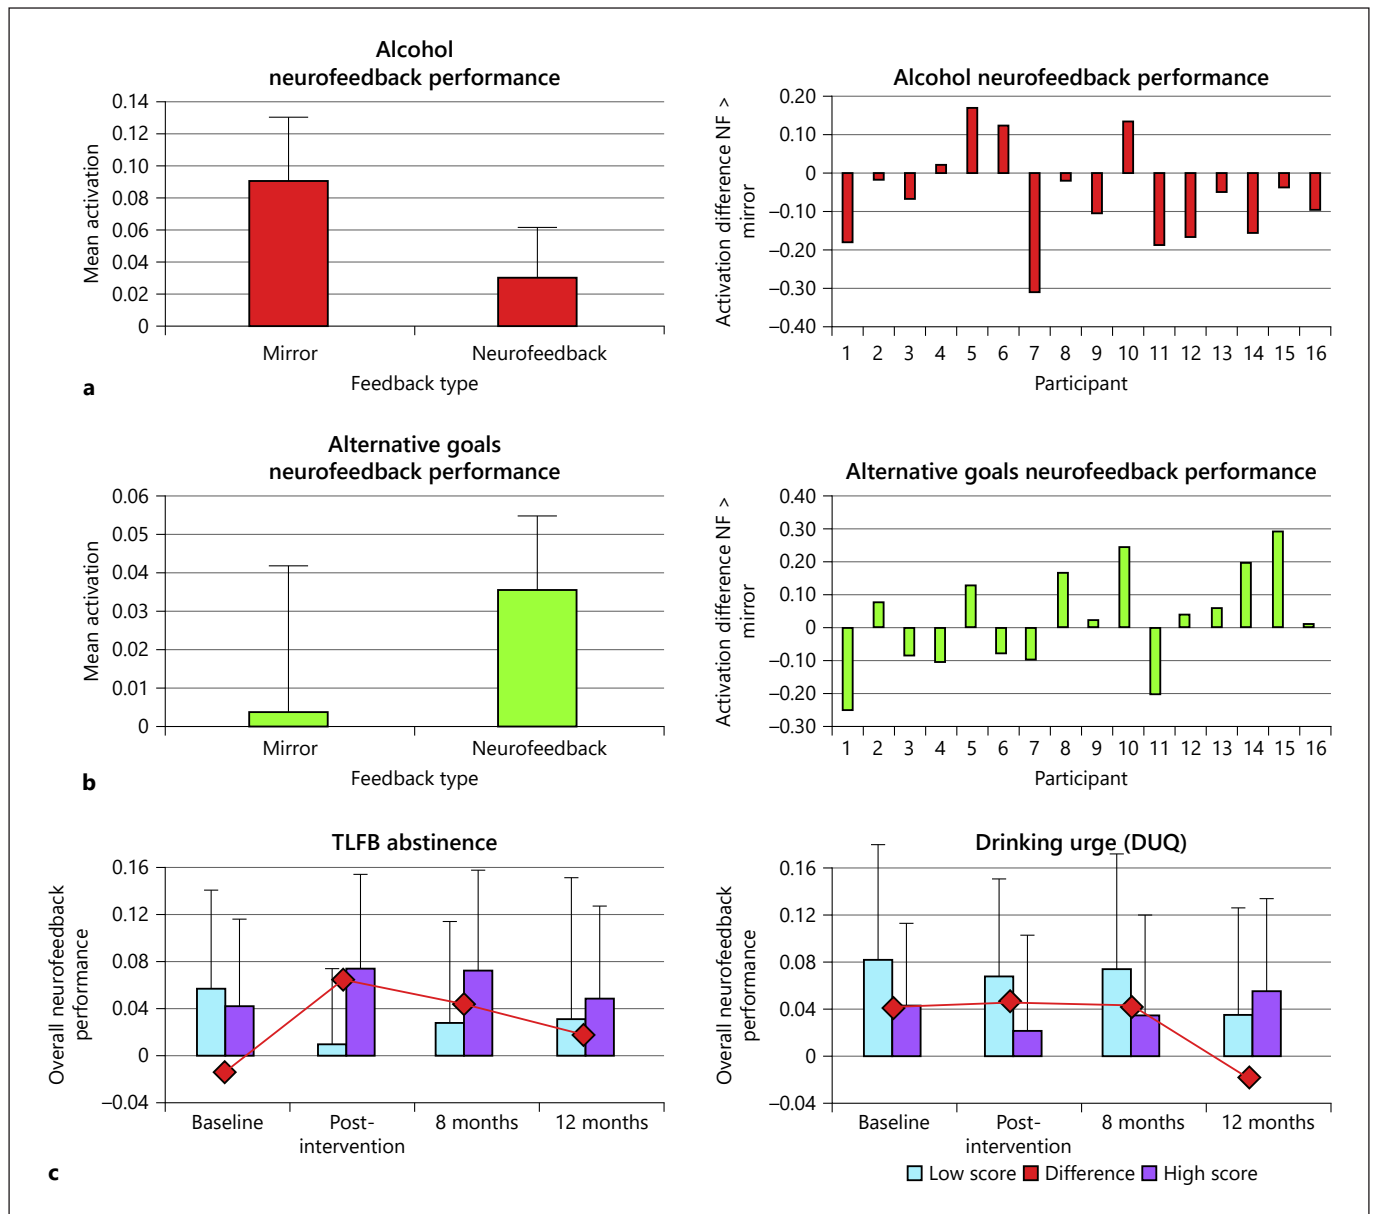 Alcohol
neurofeedback performance
0.14
0.12
0.10
0.08
0.06
0.04
0.02
0
Mean activation
Mirror
Neurofeedback
Feedback type
a
Alcohol neurofeedback performance
0.20
0.10
0
–0.10
–0.20
–0.30
–0.40
Activation difference NF >
mirror
1 2 3 4 5 6 7 8 9 10 11 12 13 14 15 16
Participant
Alternative goals
neurofeedback performance
0.06
0.05
0.04
0.03
0.02
0.01
0
Mean activation
Mirror
Neurofeedback
Feedback type
b
Alternative goals neurofeedback performance
0.40
0.30
0.20
0.10
0
–0.10
–0.20
–0.30
Activation difference NF >
mirror
1 2 3 4 5 6 7 8 9 10 11 12 13 14 15 16
Participant
TLFB abstinence
0.16
0.12
0.08
0.04
0
–0.04
Overall neurofeedback
performance
Baseline
Post-
intervention
8 months
12 months
c
Drinking urge (DUQ)
0.16
0.12
0.08
0.04
0
–0.04
Overall neurofeedback
performance
Baseline
Post-
intervention
8 months
12 months
Low score Difference High score